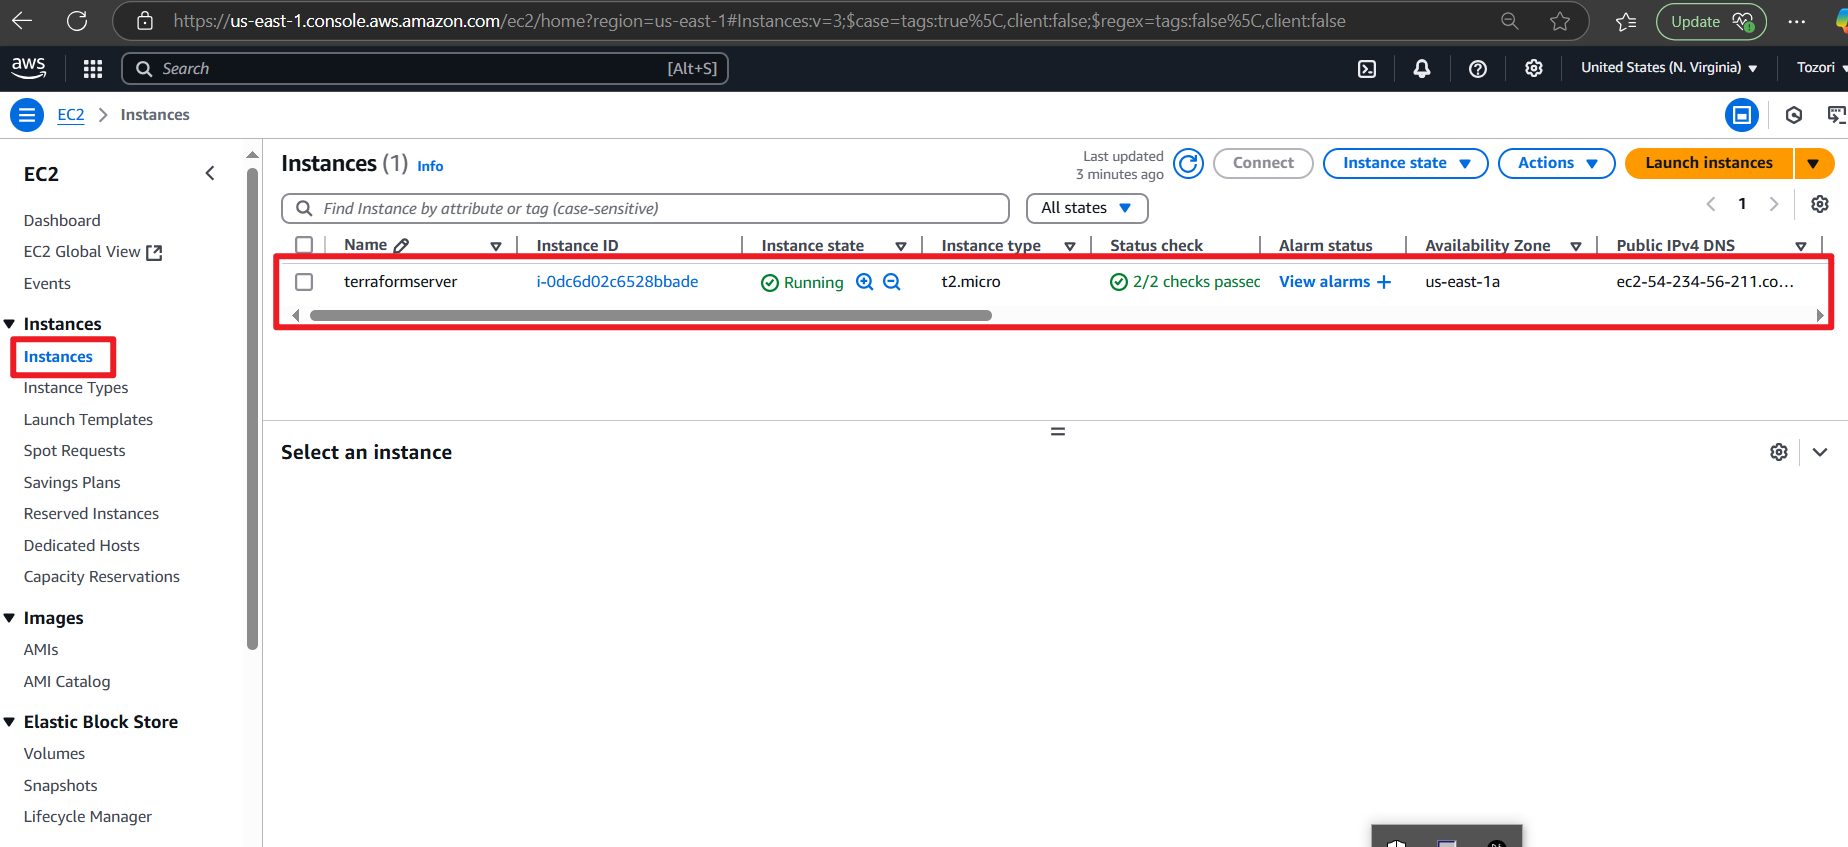 https://us-east-1.console.aws.amazon.com/ec2/home?region=us-east-1#Instances:v=3;$case=tags:true%5C,client:false;$regex=tags:false%5C,client:false
Update
aws
Search
[Alt+S]
United States (N. Virginia)
Tozori
EC2
Instances
EC2
Dashboard
EC2 Global View
Events
Instances
Instances
Instance Types
Launch Templates
Spot Requests
Savings Plans
Reserved Instances
Dedicated Hosts
Capacity Reservations
Images
AMIs
AMI Catalog
Elastic Block Store
Volumes
Snapshots
Lifecycle Manager
Instances (1) Info
Last updated
3 minutes ago
Connect
Instance state
Actions
Launch instances
Find Instance by attribute or tag (case-sensitive)
All states
1
Name Instance ID Instance state Instance type Status check Alarm status Availability Zone Public IPv4 DNS
terraformserver i-0dc6d02c6528bbade Running t2.micro 2/2 checks passec View alarms + us-east-1a ec2-54-234-56-211.co...
Select an instance